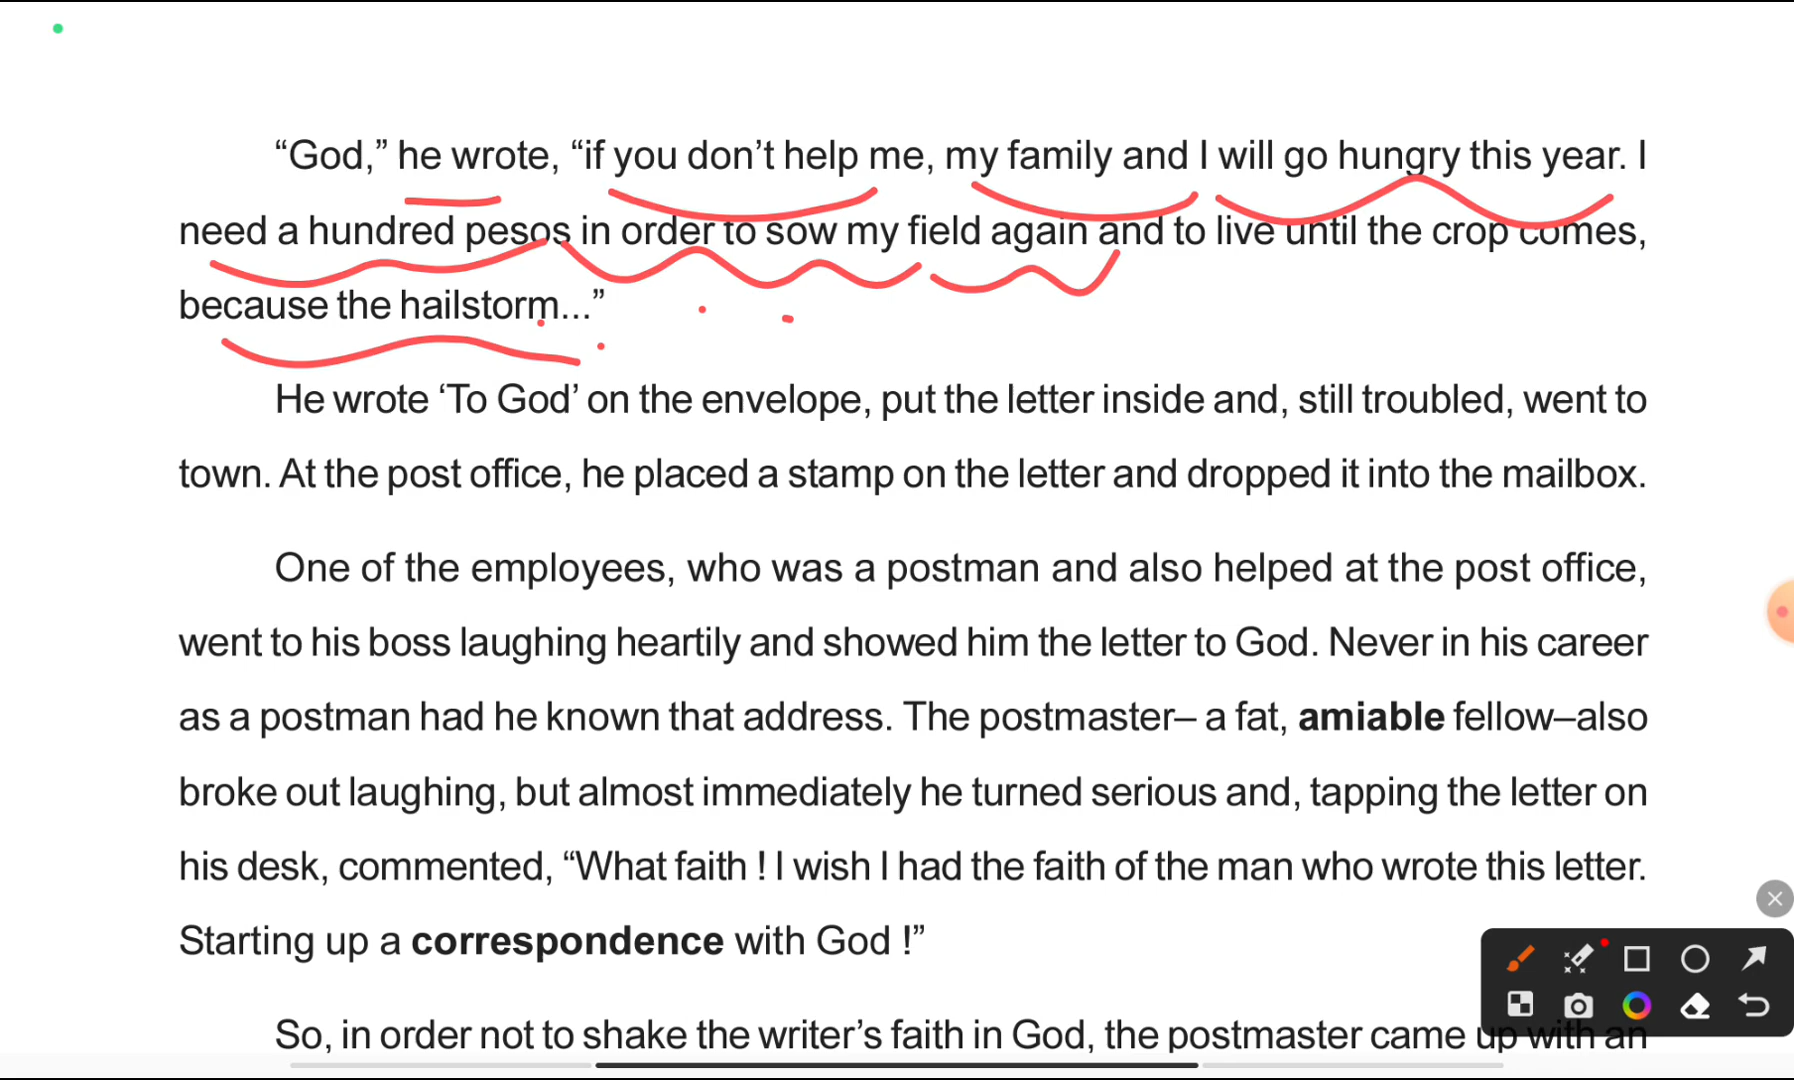 “God,” he wrote, “if you don’t help me, my family and I will go hungry this year. I
need a hundred pesos in order to sow my field again and to live until the crop comes,
because the hailstorm...”
He wrote ‘To God’ on the envelope, put the letter inside and, still troubled, went to
town. At the post office, he placed a stamp on the letter and dropped it into the mailbox.
One of the employees, who was a postman and also helped at the post office,
went to his boss laughing heartily and showed him the letter to God. Never in his career
as a postman had he known that address. The postmaster– a fat, amiable fellow–also
broke out laughing, but almost immediately he turned serious and, tapping the letter on
his desk, commented, “What faith ! I wish I had the faith of the man who wrote this letter.
Starting up a correspondence with God !”
So, in order not to shake the writer’s faith in God, the postmaster came up with an